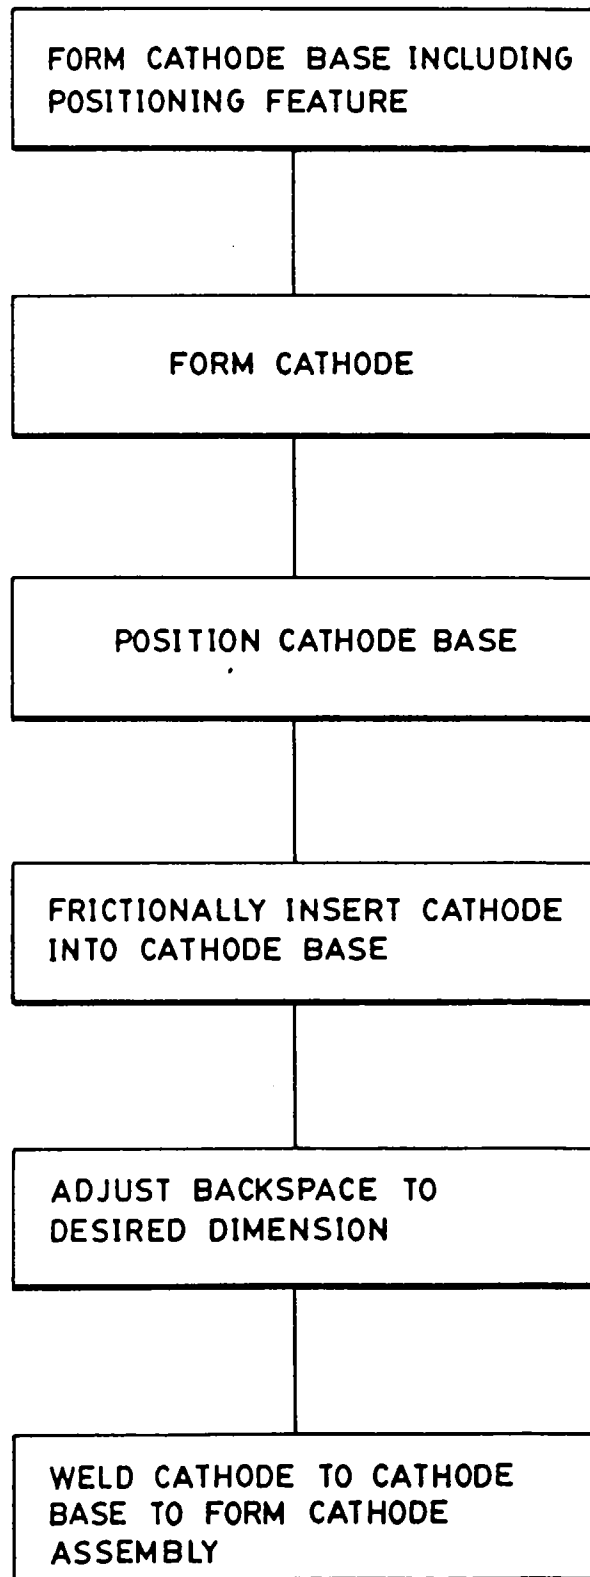 FORM CATHODE BASE INCLUDING
POSITIONING FEATURE
FORM CATHODE
POSITION CATHODE BASE
FRICTIONALLY INSERT CATHODE
INTO CATHODE BASE
ADJUST BACKSPACE TO
DESIRED DIMENSION
WELD CATHODE TO CATHODE
BASE TO FORM CATHODE
ASSEMBLY